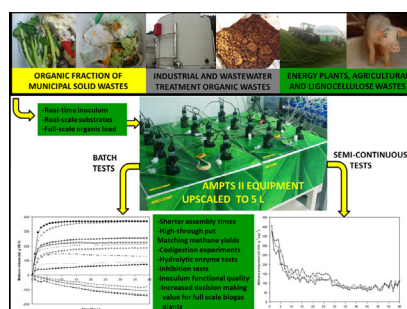 ORGANIC FRACTION OF
MUNICIPAL SOLID WASTES
INDUSTRIAL AND WASTEWATER
TREATMENT ORGANIC WASTES
ENERGY PLANTS, AGRICULTURAL
AND LIGNOCELLULOSE WASTES
-Real-time inoculum
-Real-scale substrates
-Full-scale organic load
BATCH
TESTS
SEMI-CONTINUOUS
TESTS
AMPTS II EQUIPMENT
UPSCALED TO 5 L
-Shorter assembly times
-High-through put
Matching methane yields
-Codigestion experiments
-Hydrolytic enzyme tests
-Inhibition tests
-Inoculum functional quality
-Increased decision making
value for full scale biogas
plants